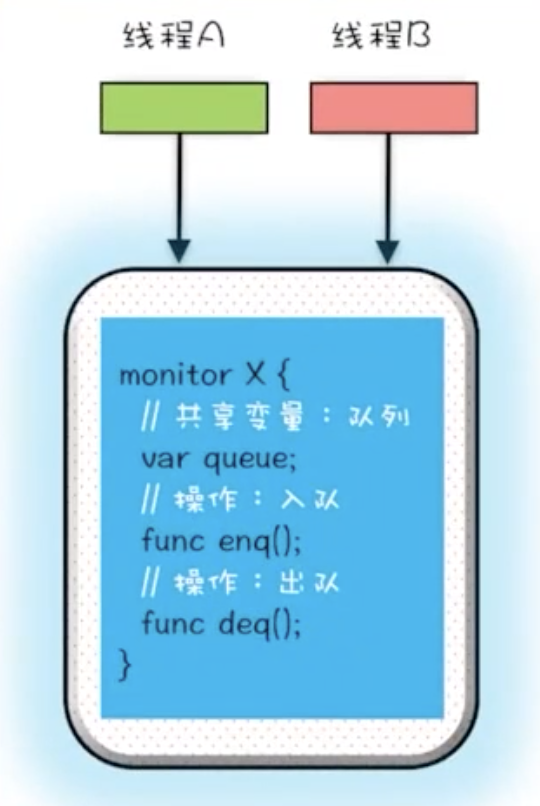 线程A 线程B
monitor X {
// 共享变量：队列
var queue;
// 操作：入队
func enq();
// 操作：出队
func deq();
}